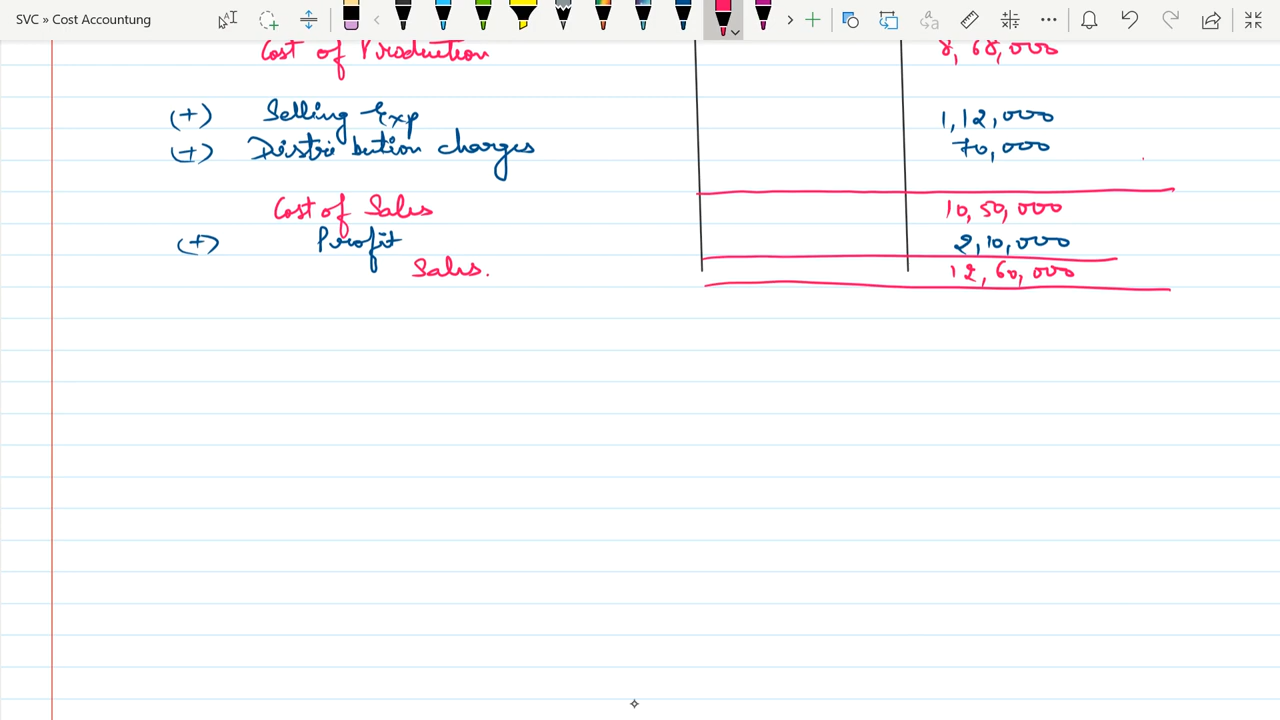 SVC » Cost Accountung
Cost of Production 8,68,000
(+) Selling Exp 1,12,000
(+) Distribution charges 70,000
Cost of Sales 10,50,000
(+) Profit 2,10,000
Sales. 12,60,000